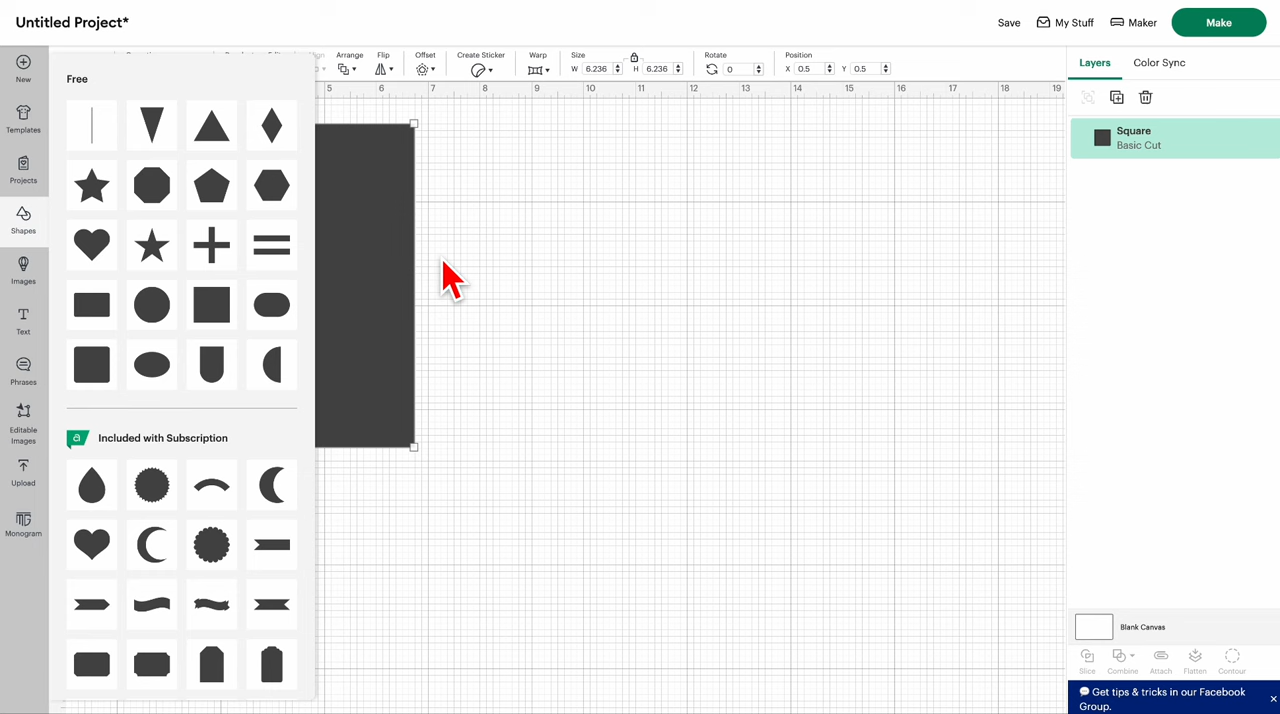 Untitled Project*
Save
My Stuff
Maker
Make
New
Templates
Projects
Shapes
Images
Text
Phrases
Editable
Images
Upload
Monogram
Free
Included with Subscription
Arrange
Flip
Offset
Create Sticker
Warp
Size
W 6.236
H 6.236
Rotate
0
Position
X 0.5
Y 0.5
5 6 7 8 9 10 11 12 13 14 15 16 17 18 19
Layers
Color Sync
Square
Basic Cut
Blank Canvas
Slice
Combine
Attach
Flatten
Contour
Get tips & tricks in our Facebook
Group.